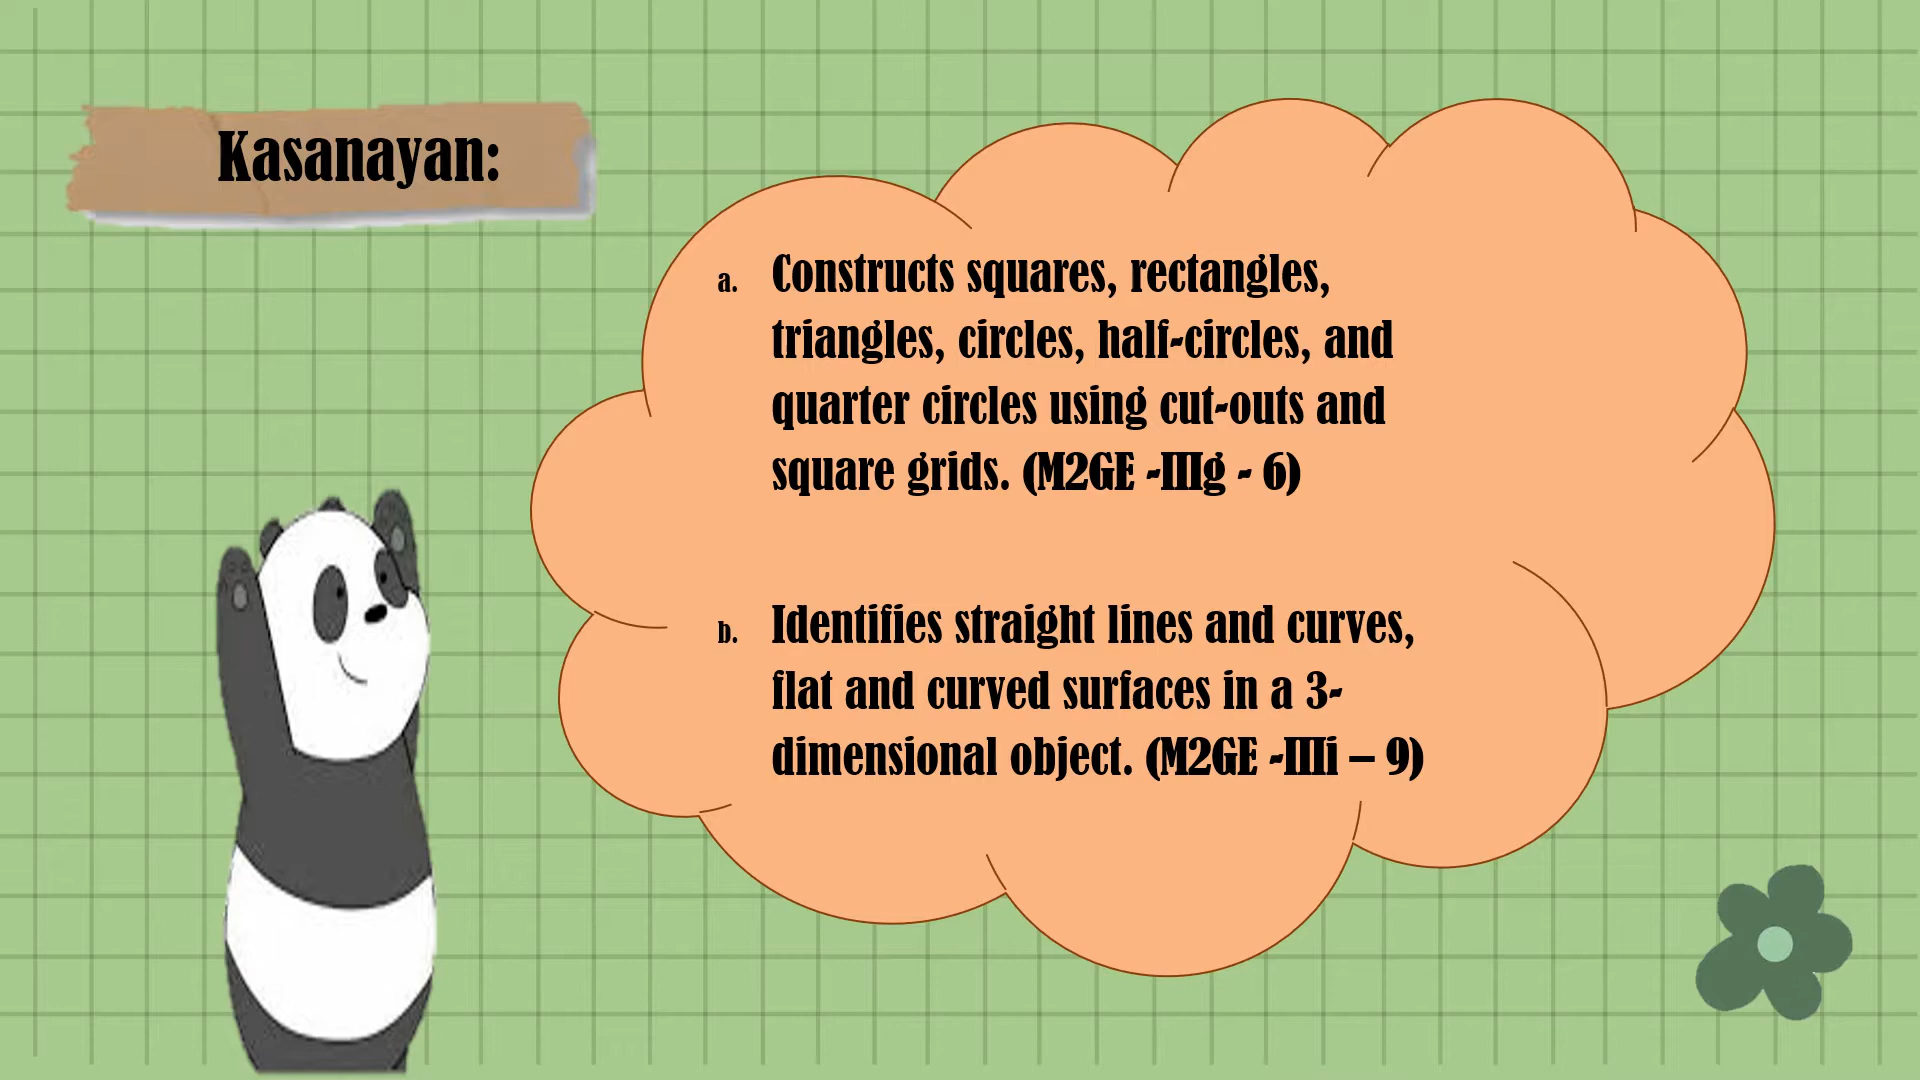 Kasanayan:
a. Constructs squares, rectangles,
triangles, circles, half-circles, and
quarter circles using cut-outs and
square grids. (M2GE -IIIg - 6)
b. Identifies straight lines and curves,
flat and curved surfaces in a 3-
dimensional object. (M2GE -IIIi – 9)